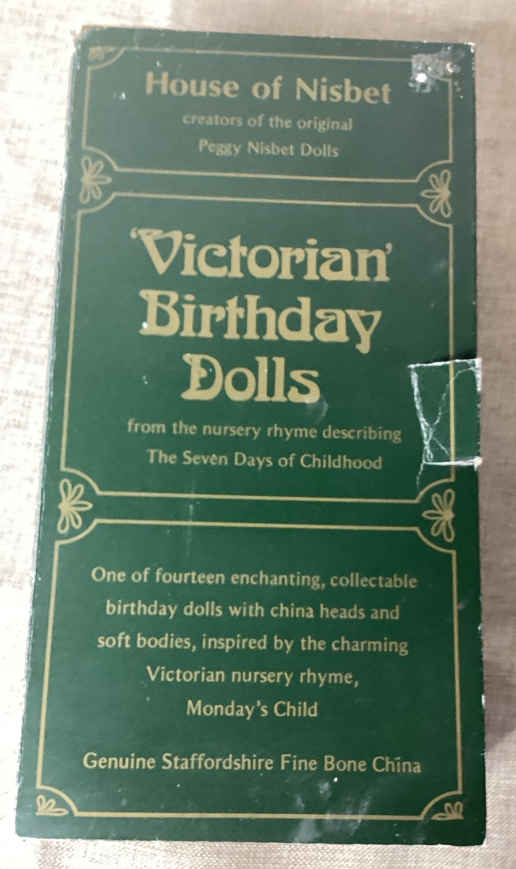 House of Nisbet
creators of the original
Peggy Nisbet Dolls
'Victorian'
Birthday
Dolls
from the nursery rhyme describing
The Seven Days of Childhood
One of fourteen enchanting, collectable
birthday dolls with china heads and
soft bodies, inspired by the charming
Victorian nursery rhyme,
Monday's Child
Genuine Staffordshire Fine Bone China